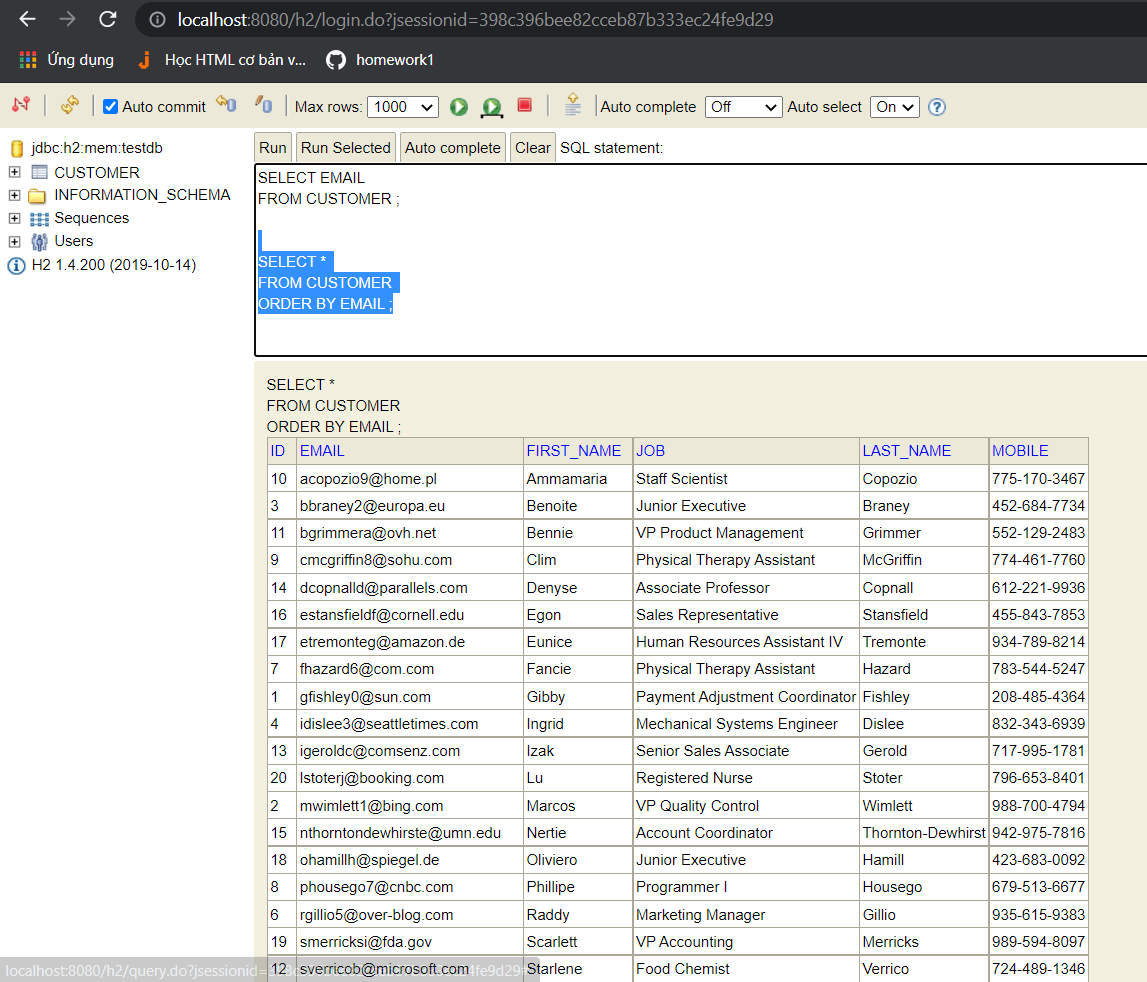 localhost:8080/h2/login.do?jsessionid=398c396bee82cceb87b333ec24fe9d29
Ứng dụng Học HTML cơ bản v... homework1
Auto commit Max rows: 1000 Auto complete Off Auto select On ?
jdbc:h2:mem:testdb
CUSTOMER
INFORMATION_SCHEMA
Sequences
Users
H2 1.4.200 (2019-10-14)
Run Run Selected Auto complete Clear SQL statement:
SELECT EMAIL
FROM CUSTOMER ;
SELECT *
FROM CUSTOMER
ORDER BY EMAIL ;
SELECT *
FROM CUSTOMER
ORDER BY EMAIL ;
ID EMAIL FIRST_NAME JOB LAST_NAME MOBILE
10 acopozio9@home.pl Ammamaria Staff Scientist Copozio 775-170-3467
3 bbraney2@europa.eu Benoite Junior Executive Braney 452-684-7734
11 bgrimmera@ovh.net Bennie VP Product Management Grimmer 552-129-2483
9 cmcgriffin8@sohu.com Clim Physical Therapy Assistant McGriffin 774-461-7760
14 dcopnalld@parallels.com Denyse Associate Professor Copnall 612-221-9936
16 estansfieldf@cornell.edu Egon Sales Representative Stansfield 455-843-7853
17 etremonteg@amazon.de Eunice Human Resources Assistant IV Tremonte 934-789-8214
7 fhazard6@com.com Fancie Physical Therapy Assistant Hazard 783-544-5247
1 gfishley0@sun.com Gibby Payment Adjustment Coordinator Fishley 208-485-4364
4 idislee3@seattletimes.com Ingrid Mechanical Systems Engineer Dislee 832-343-6939
13 igeroldc@comsenz.com Izak Senior Sales Associate Gerold 717-995-1781
20 lstoterj@booking.com Lu Registered Nurse Stoter 796-653-8401
2 mwimlett1@bing.com Marcos VP Quality Control Wimlett 988-700-4794
15 nthorntondewhirste@umn.edu Nertie Account Coordinator Thornton-Dewhirst 942-975-7816
18 ohamillh@spiegel.de Oliviero Junior Executive Hamill 423-683-0092
8 phousego7@cnbc.com Phillipe Programmer I Housego 679-513-6677
6 rgillio5@over-blog.com Raddy Marketing Manager Gillio 935-615-9383
19 smerricksi@fda.gov Scarlett VP Accounting Merricks 989-594-8097
12 sverricob@microsoft.com Starlene Food Chemist Verrico 724-489-1346